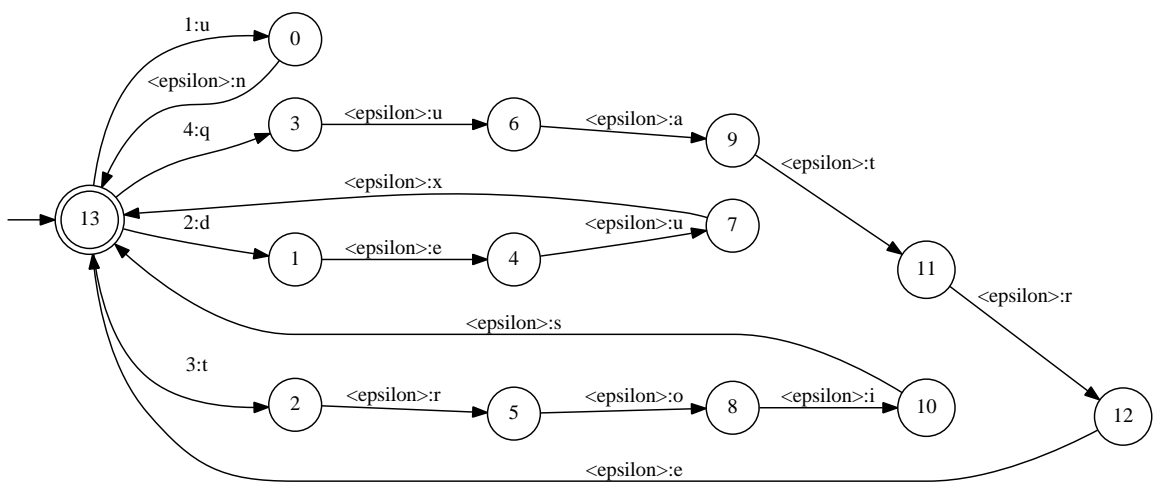 1:u
0
<epsilon>:n
4:q
3
<epsilon>:u
6
<epsilon>:a
9
<epsilon>:t
<epsilon>:x
13
2:d
1
<epsilon>:e
4
<epsilon>:u
7
11
<epsilon>:r
<epsilon>:s
3:t
2
<epsilon>:r
5
<epsilon>:o
8
<epsilon>:i
10
12
<epsilon>:e